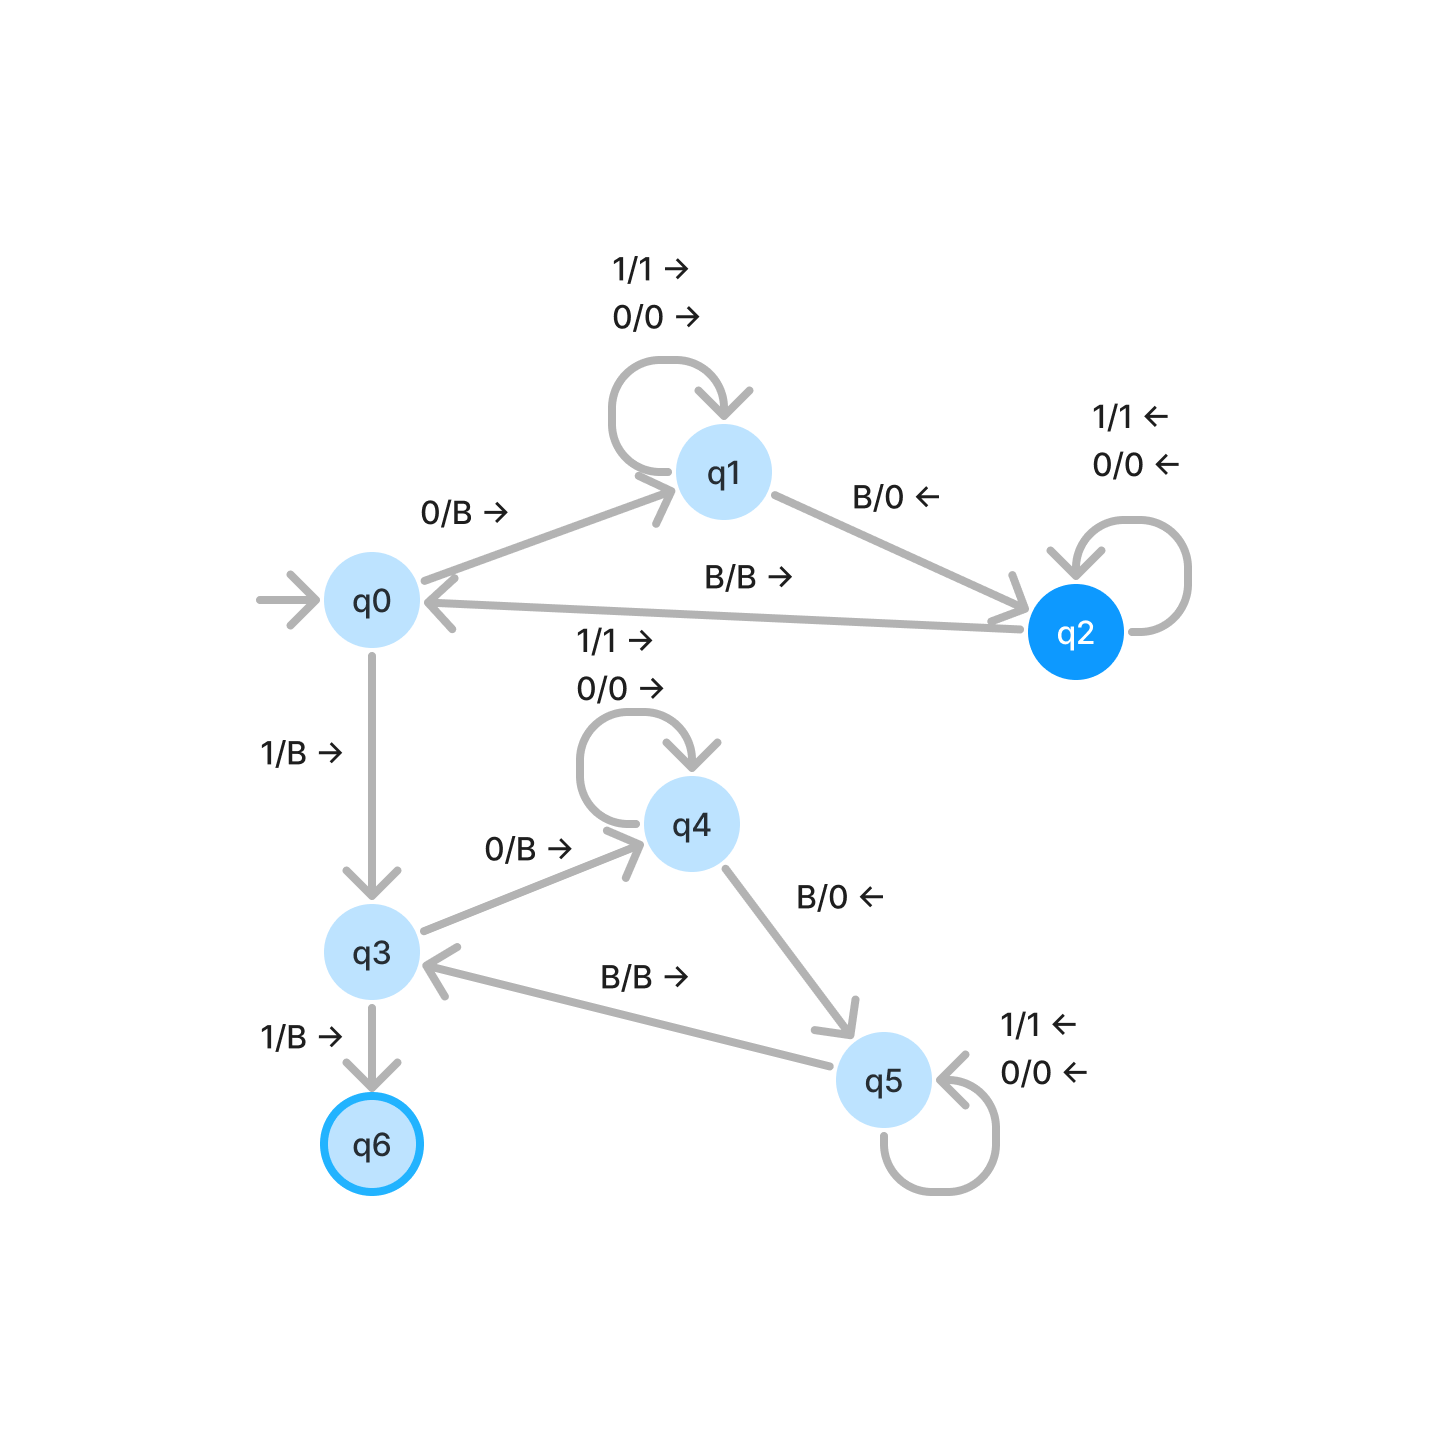 1/1 →
0/0 →
1/1 ←
0/0 ←
q1
B/0 ←
0/B →
B/B →
q0
q2
1/1 →
0/0 →
1/B →
q4
0/B →
B/0 ←
q3
B/B →
1/B →
1/1 ←
0/0 ←
q5
q6